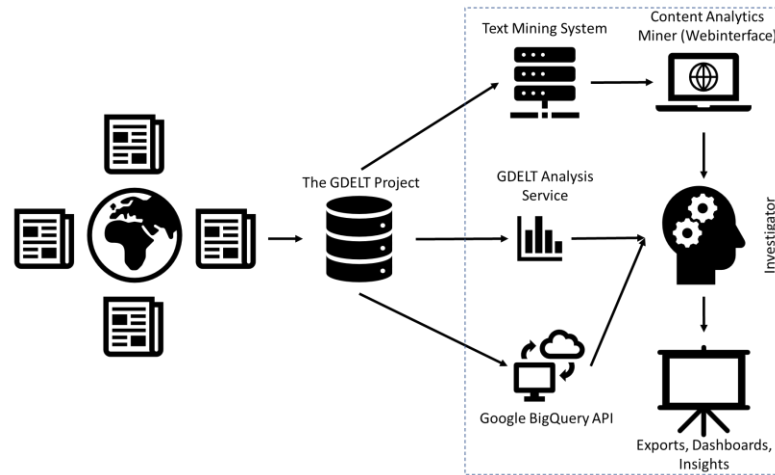 Text Mining System
Content Analytics
Miner (Webinterface)
The GDELT Project
GDELT Analysis
Service
Investigator
Google BigQuery API
Exports, Dashboards,
Insights